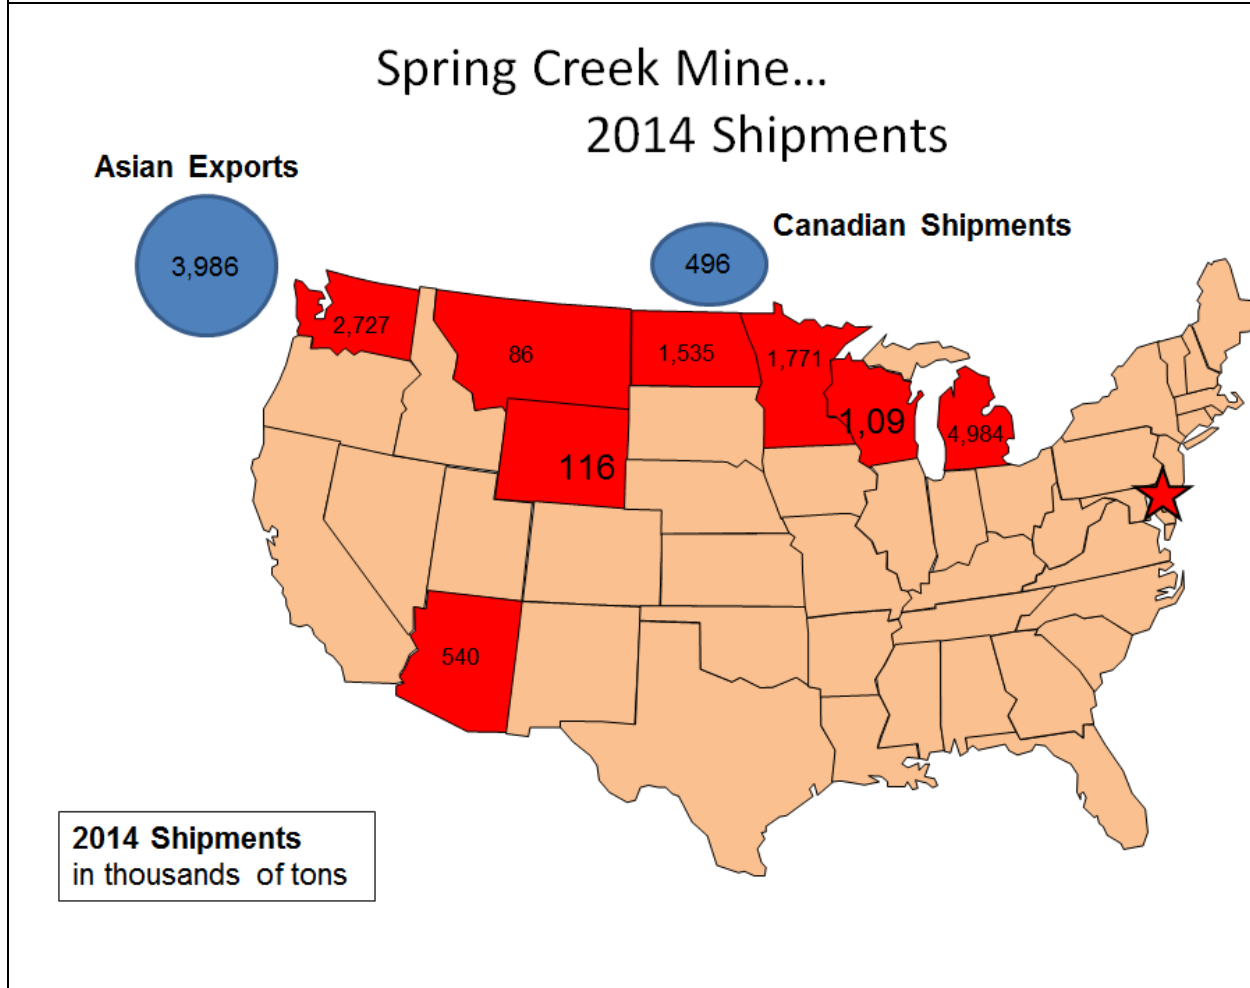 Spring Creek Mine...
2014 Shipments
Asian Exports
3,986
Canadian Shipments
496
2,727
86
1,535
1,771
1,09
4,984
116
540
2014 Shipments
in thousands of tons